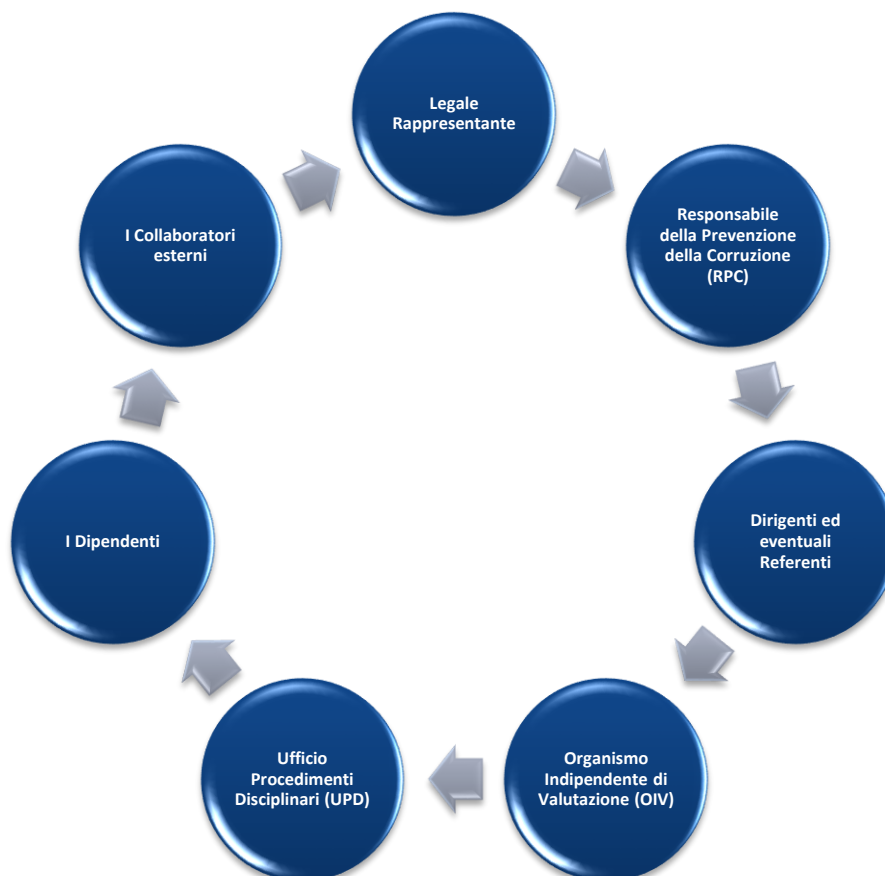 Legale
Rappresentante
Responsabile
della Prevenzione
della Corruzione
(RPC)
Dirigenti ed
eventuali
Referenti
Organismo
Indipendente di
Valutazione (OIV)
Ufficio
Procedimenti
Disciplinari (UPD)
I Dipendenti
I Collaboratori
esterni